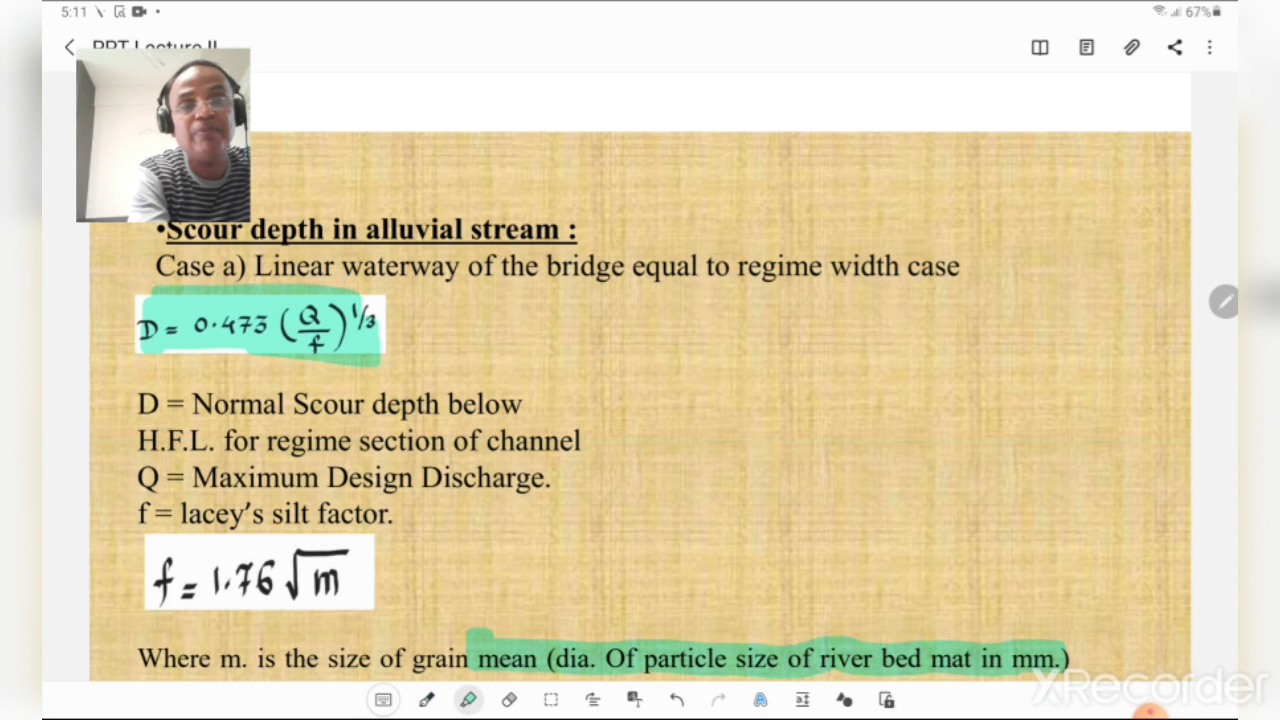 5:11
67%
PPT Lecture II
•Scour depth in alluvial stream :
Case a) Linear waterway of the bridge equal to regime width case
D = 0.473 (Q/f)^1/3
D = Normal Scour depth below
H.F.L. for regime section of channel
Q = Maximum Design Discharge.
f = lacey's silt factor.
f = 1.76 √m
Where m. is the size of grain mean (dia. Of particle size of river bed mat in mm.)
XRecorder